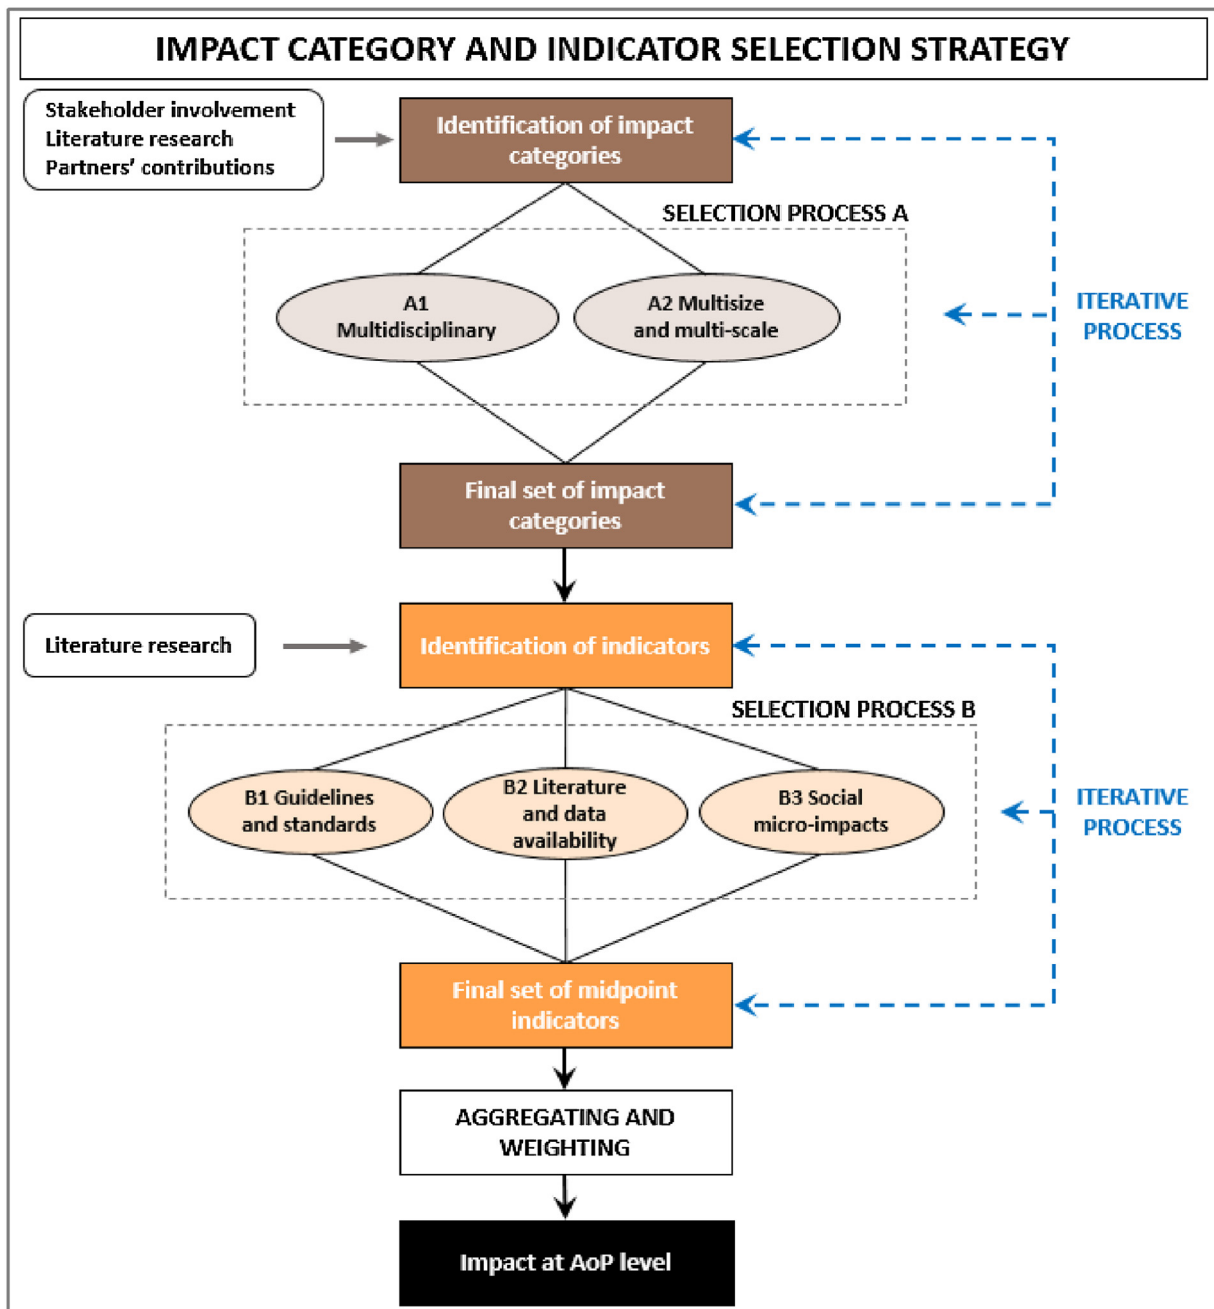 IMPACT CATEGORY AND INDICATOR SELECTION STRATEGY
Stakeholder involvement
Literature research
Partners' contributions
Identification of impact
categories
SELECTION PROCESS A
A1
Multidisciplinary
A2 Multisize
and multi-scale
ITERATIVE
PROCESS
Final set of impact
categories
Literature research
Identification of indicators
SELECTION PROCESS B
B1 Guidelines
and standards
B2 Literature
and data
availability
B3 Social
micro-impacts
ITERATIVE
PROCESS
Final set of midpoint
indicators
AGGREGATING AND
WEIGHTING
Impact at AoP level